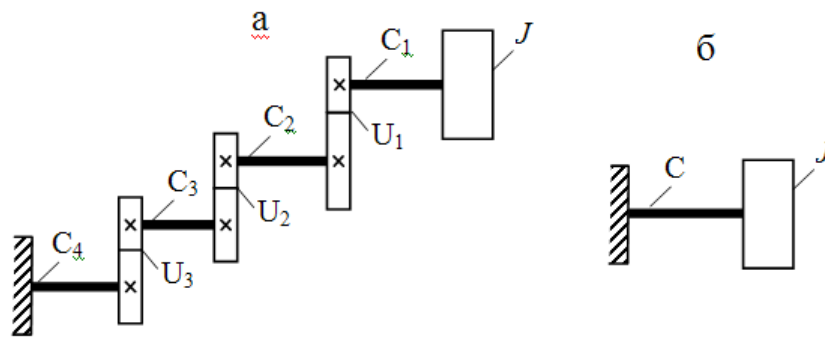 а
б
C₁
J
C₂
U₁
C₃
U₂
C₄
U₃
C
J